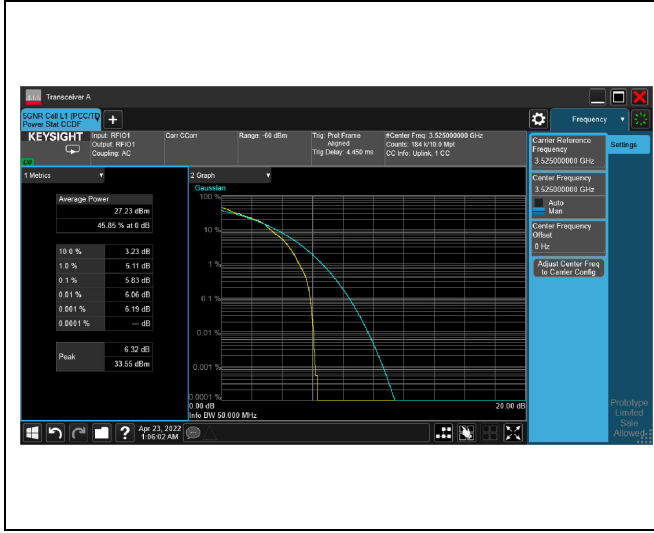 Transceiver A
5GNR Cell L1 (PCC/TD
Power Stat CCDF
Frequency
KEYSIGHT
Input: RFIO1
Output: RFIO1
Coupling: AC
Carr CCorr
Range: -60 dBm
Trig: Prot Frame
Aligned
Trig Delay: 4.450 ms
#Center Freq: 3.525000000 GHz
Counts: 184 k/10.0 Mpt
CC Info: Uplink, 1 CC
Carrier Reference
Frequency
3.525000000 GHz
Settings
Center Frequency
3.525000000 GHz
Auto
Man
Center Frequency
Offset
0 Hz
Adjust Center Freq
to Carrier Config
1 Metrics
Average Power
27.23 dBm
45.85 % at 0 dB
10.0 % 3.23 dB
1.0 % 5.11 dB
0.1 % 5.83 dB
0.01 % 6.06 dB
0.001 % 6.19 dB
0.0001 % --- dB
Peak
6.32 dB
33.55 dBm
2 Graph
Gaussian
100 %
10 %
1 %
0.1 %
0.01 %
0.001 %
0.0001 %
0.00 dB
20.00 dB
Info BW 50.000 MHz
Prototype
Limited
Sale
Allowed
Apr 23, 2022
1:06:02 AM